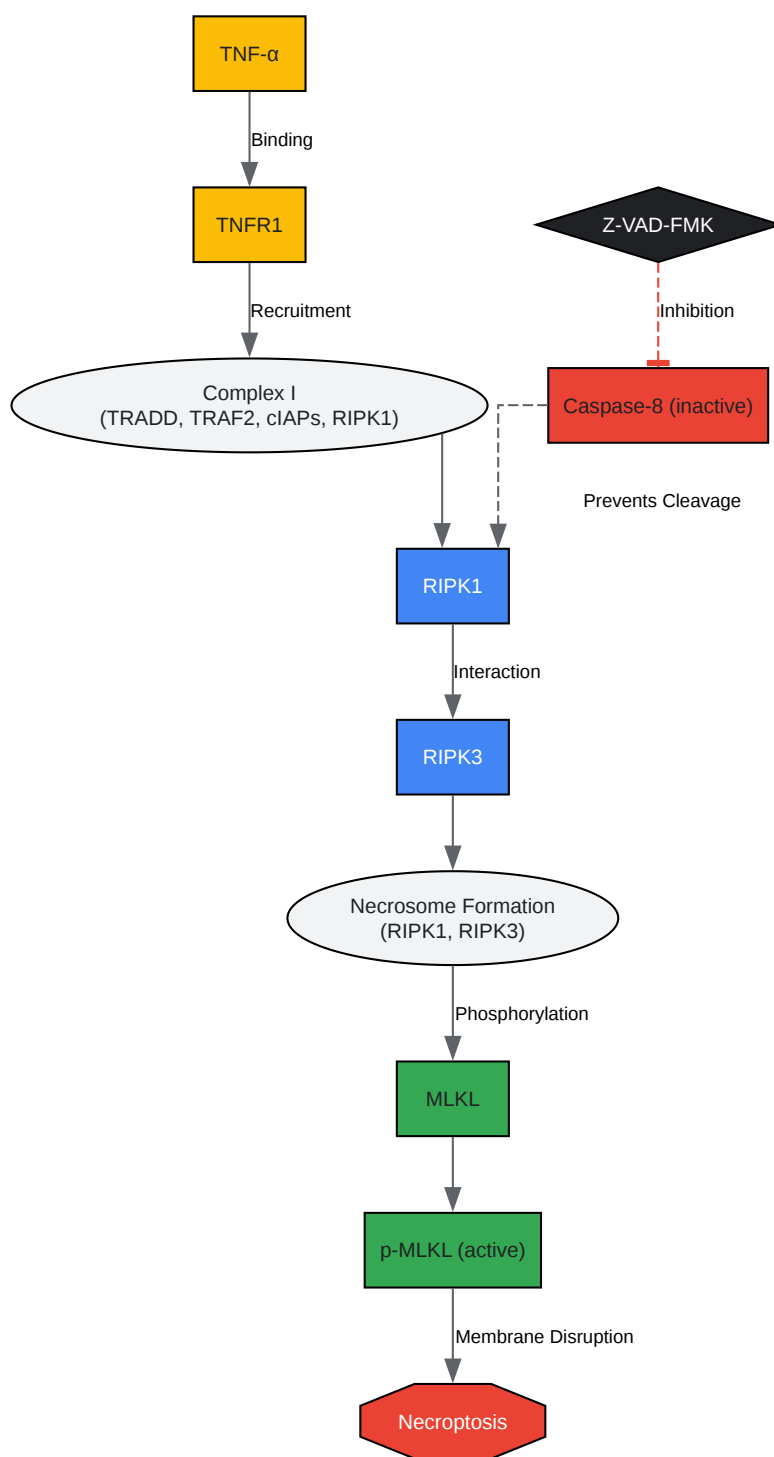 TNF-α
Binding
TNFR1
Z-VAD-FMK
Recruitment
Inhibition
Complex I
(TRADD, TRAF2, cIAPs, RIPK1)
Caspase-8 (inactive)
Prevents Cleavage
RIPK1
Interaction
RIPK3
Necrosome Formation
(RIPK1, RIPK3)
Phosphorylation
MLKL
p-MLKL (active)
Membrane Disruption
Necroptosis